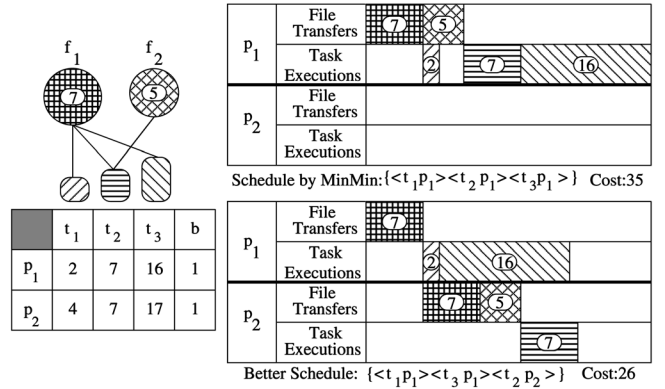 f1 f2
7 5
t1 t2 t3 b
p1 2 7 16 1
p2 4 7 17 1
p1 File Transfers 7 5
Task Executions 2 7 16
p2 File Transfers
Task Executions
Schedule by MinMin:{<t1p1><t2p1><t3p1>} Cost:35
p1 File Transfers 7
Task Executions 2 16
p2 File Transfers 7 5
Task Executions 7
Better Schedule: {<t1p1><t3p1><t2p2>} Cost:26